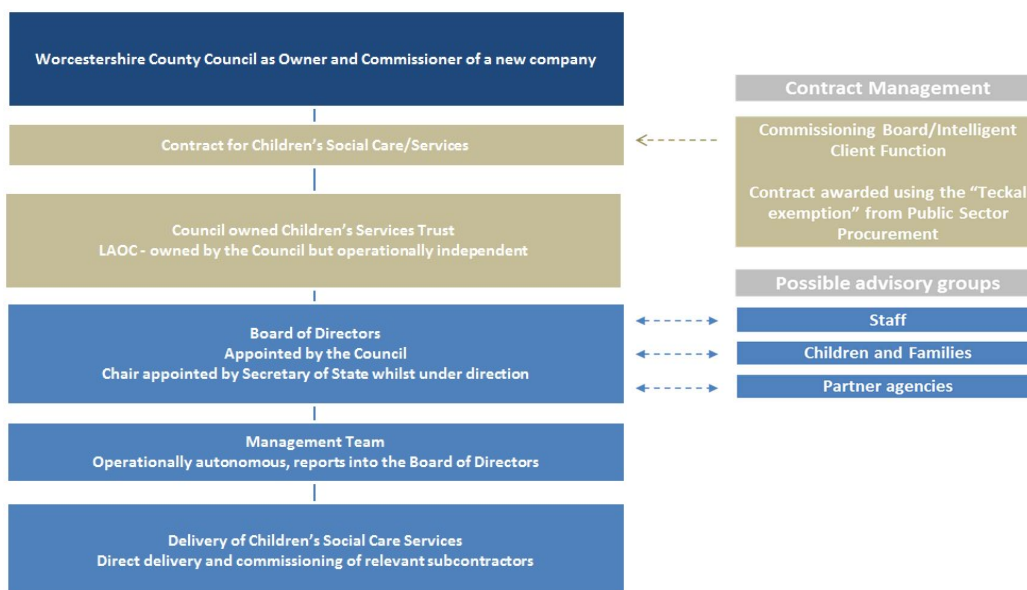 Worcestershire County Council as Owner and Commissioner of a new company
Contract for Children's Social Care/Services
Council owned Children's Services Trust
LAOC - owned by the Council but operationally independent
Board of Directors
Appointed by the Council
Chair appointed by Secretary of State whilst under direction
Management Team
Operationally autonomous, reports into the Board of Directors
Delivery of Children's Social Care Services
Direct delivery and commissioning of relevant subcontractors
Contract Management
Commissioning Board/Intelligent
Client Function
Contract awarded using the “Teckal
exemption” from Public Sector
Procurement
Possible advisory groups
Staff
Children and Families
Partner agencies